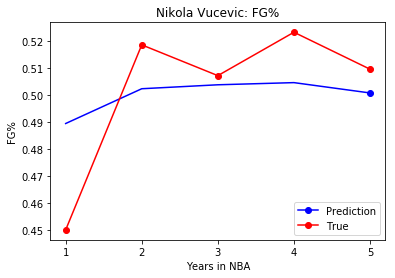 Nikola Vucevic: FG%
FG%
0.52
0.51
0.50
0.49
0.48
0.47
0.46
0.45
Prediction
True
1 2 3 4 5
Years in NBA